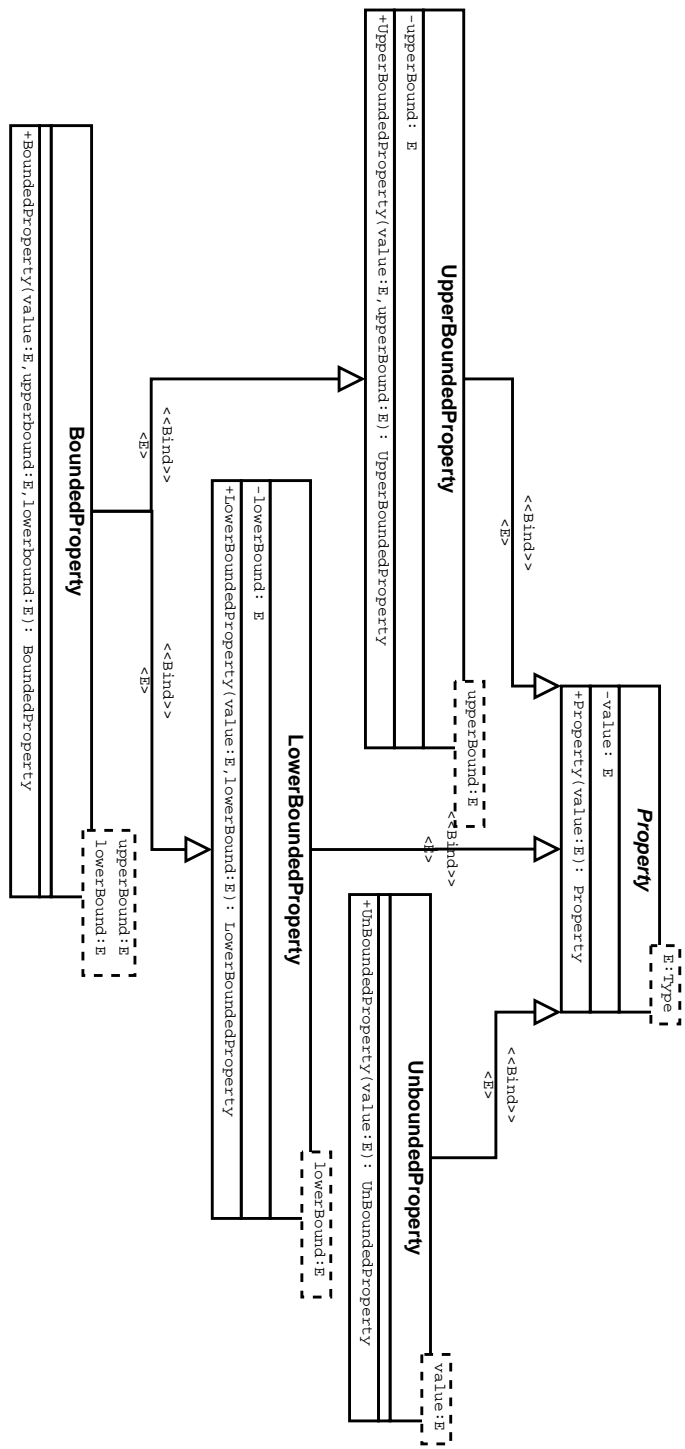 E:Type
Property
-value: E
+Property(value:E): Property
<<Bind>>
<E>
<<Bind>>
<E>
<<Bind>>
<E>
upperBound:E
UpperBoundedProperty
-upperBound: E
+UpperBoundedProperty(value:E,upperBound:E): UpperBoundedProperty
value:E
UnboundedProperty
+UnBoundedProperty(value:E): UnBoundedProperty
lowerBound:E
LowerBoundedProperty
-lowerBound: E
+LowerBoundedProperty(value:E,lowerBound:E): LowerBoundedProperty
<<Bind>>
<E>
<<Bind>>
<E>
upperBound:E
lowerBound:E
BoundedProperty
+BoundedProperty(value:E,upperbound:E,lowerbound:E): BoundedProperty